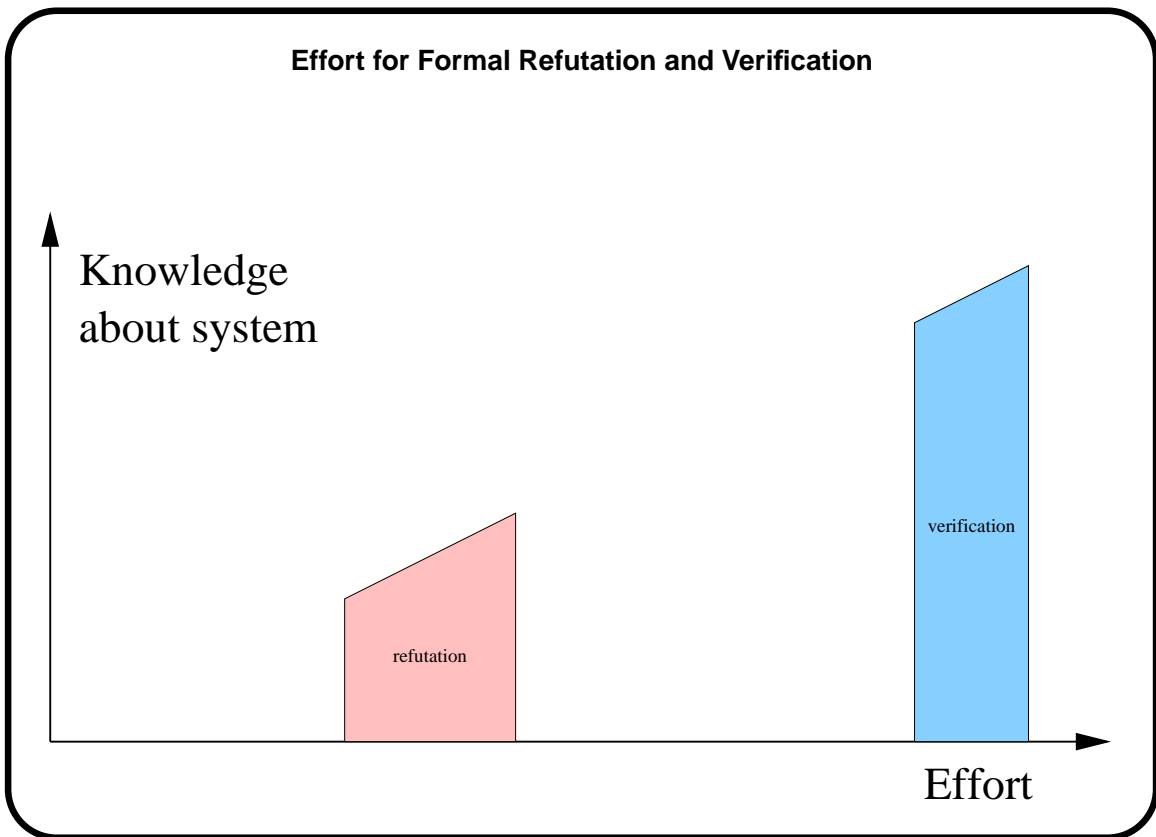 Effort for Formal Refutation and Verification
Knowledge
about system
verification
refutation
Effort